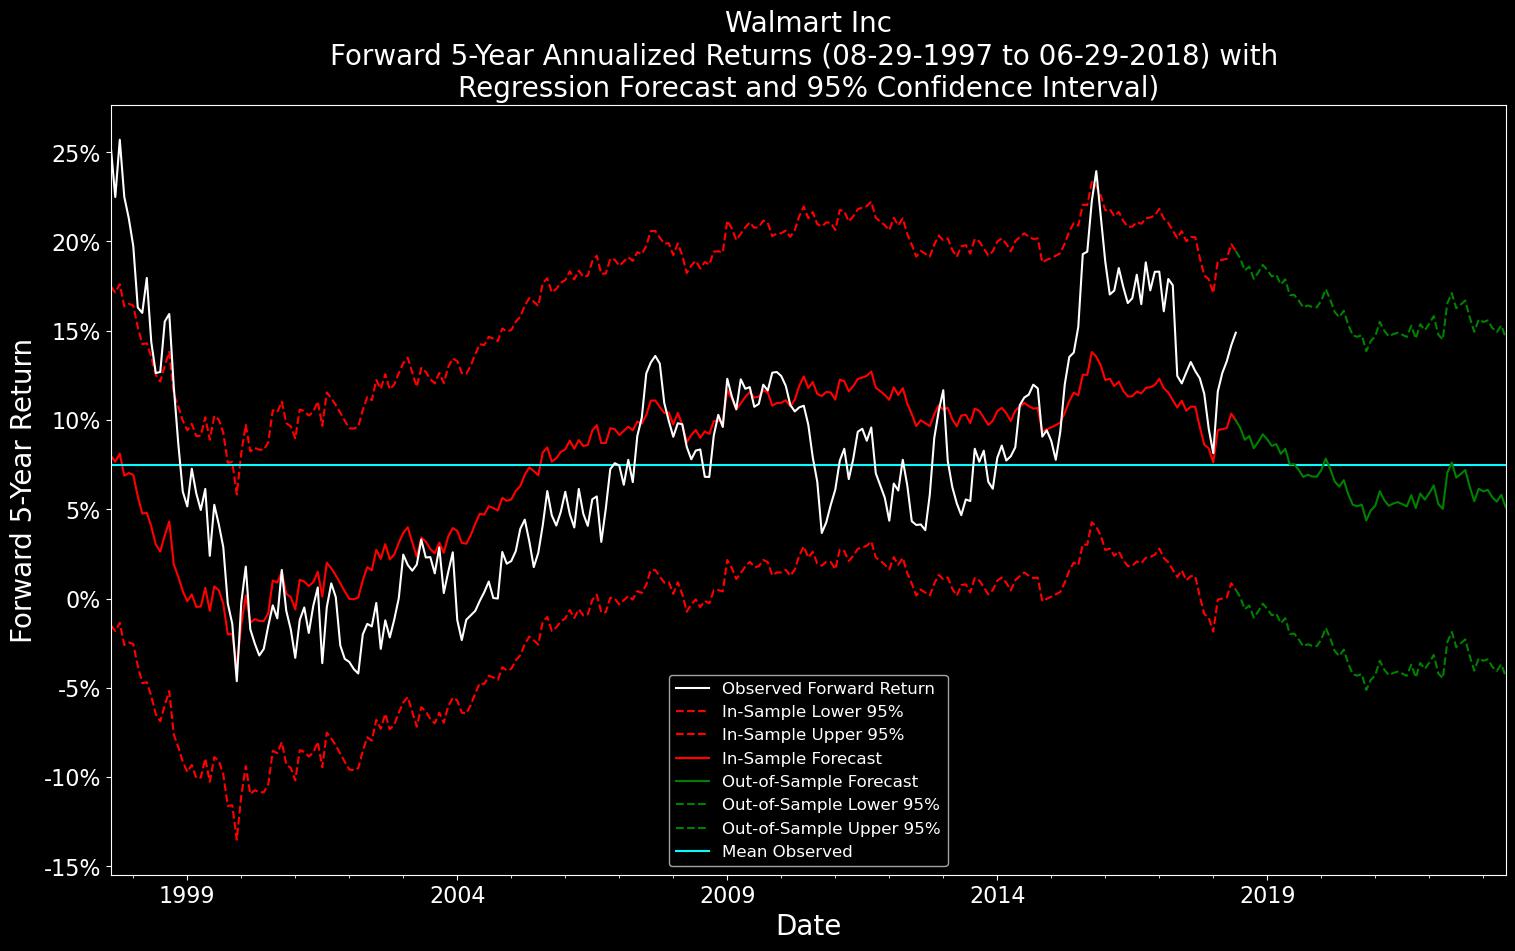 Walmart Inc
Forward 5-Year Annualized Returns (08-29-1997 to 06-29-2018) with
Regression Forecast and 95% Confidence Interval)
Forward 5-Year Return
25%
20%
15%
10%
5%
0%
-5%
-10%
-15%
Observed Forward Return
In-Sample Lower 95%
In-Sample Upper 95%
In-Sample Forecast
Out-of-Sample Forecast
Out-of-Sample Lower 95%
Out-of-Sample Upper 95%
Mean Observed
1999 2004 2009 2014 2019
Date